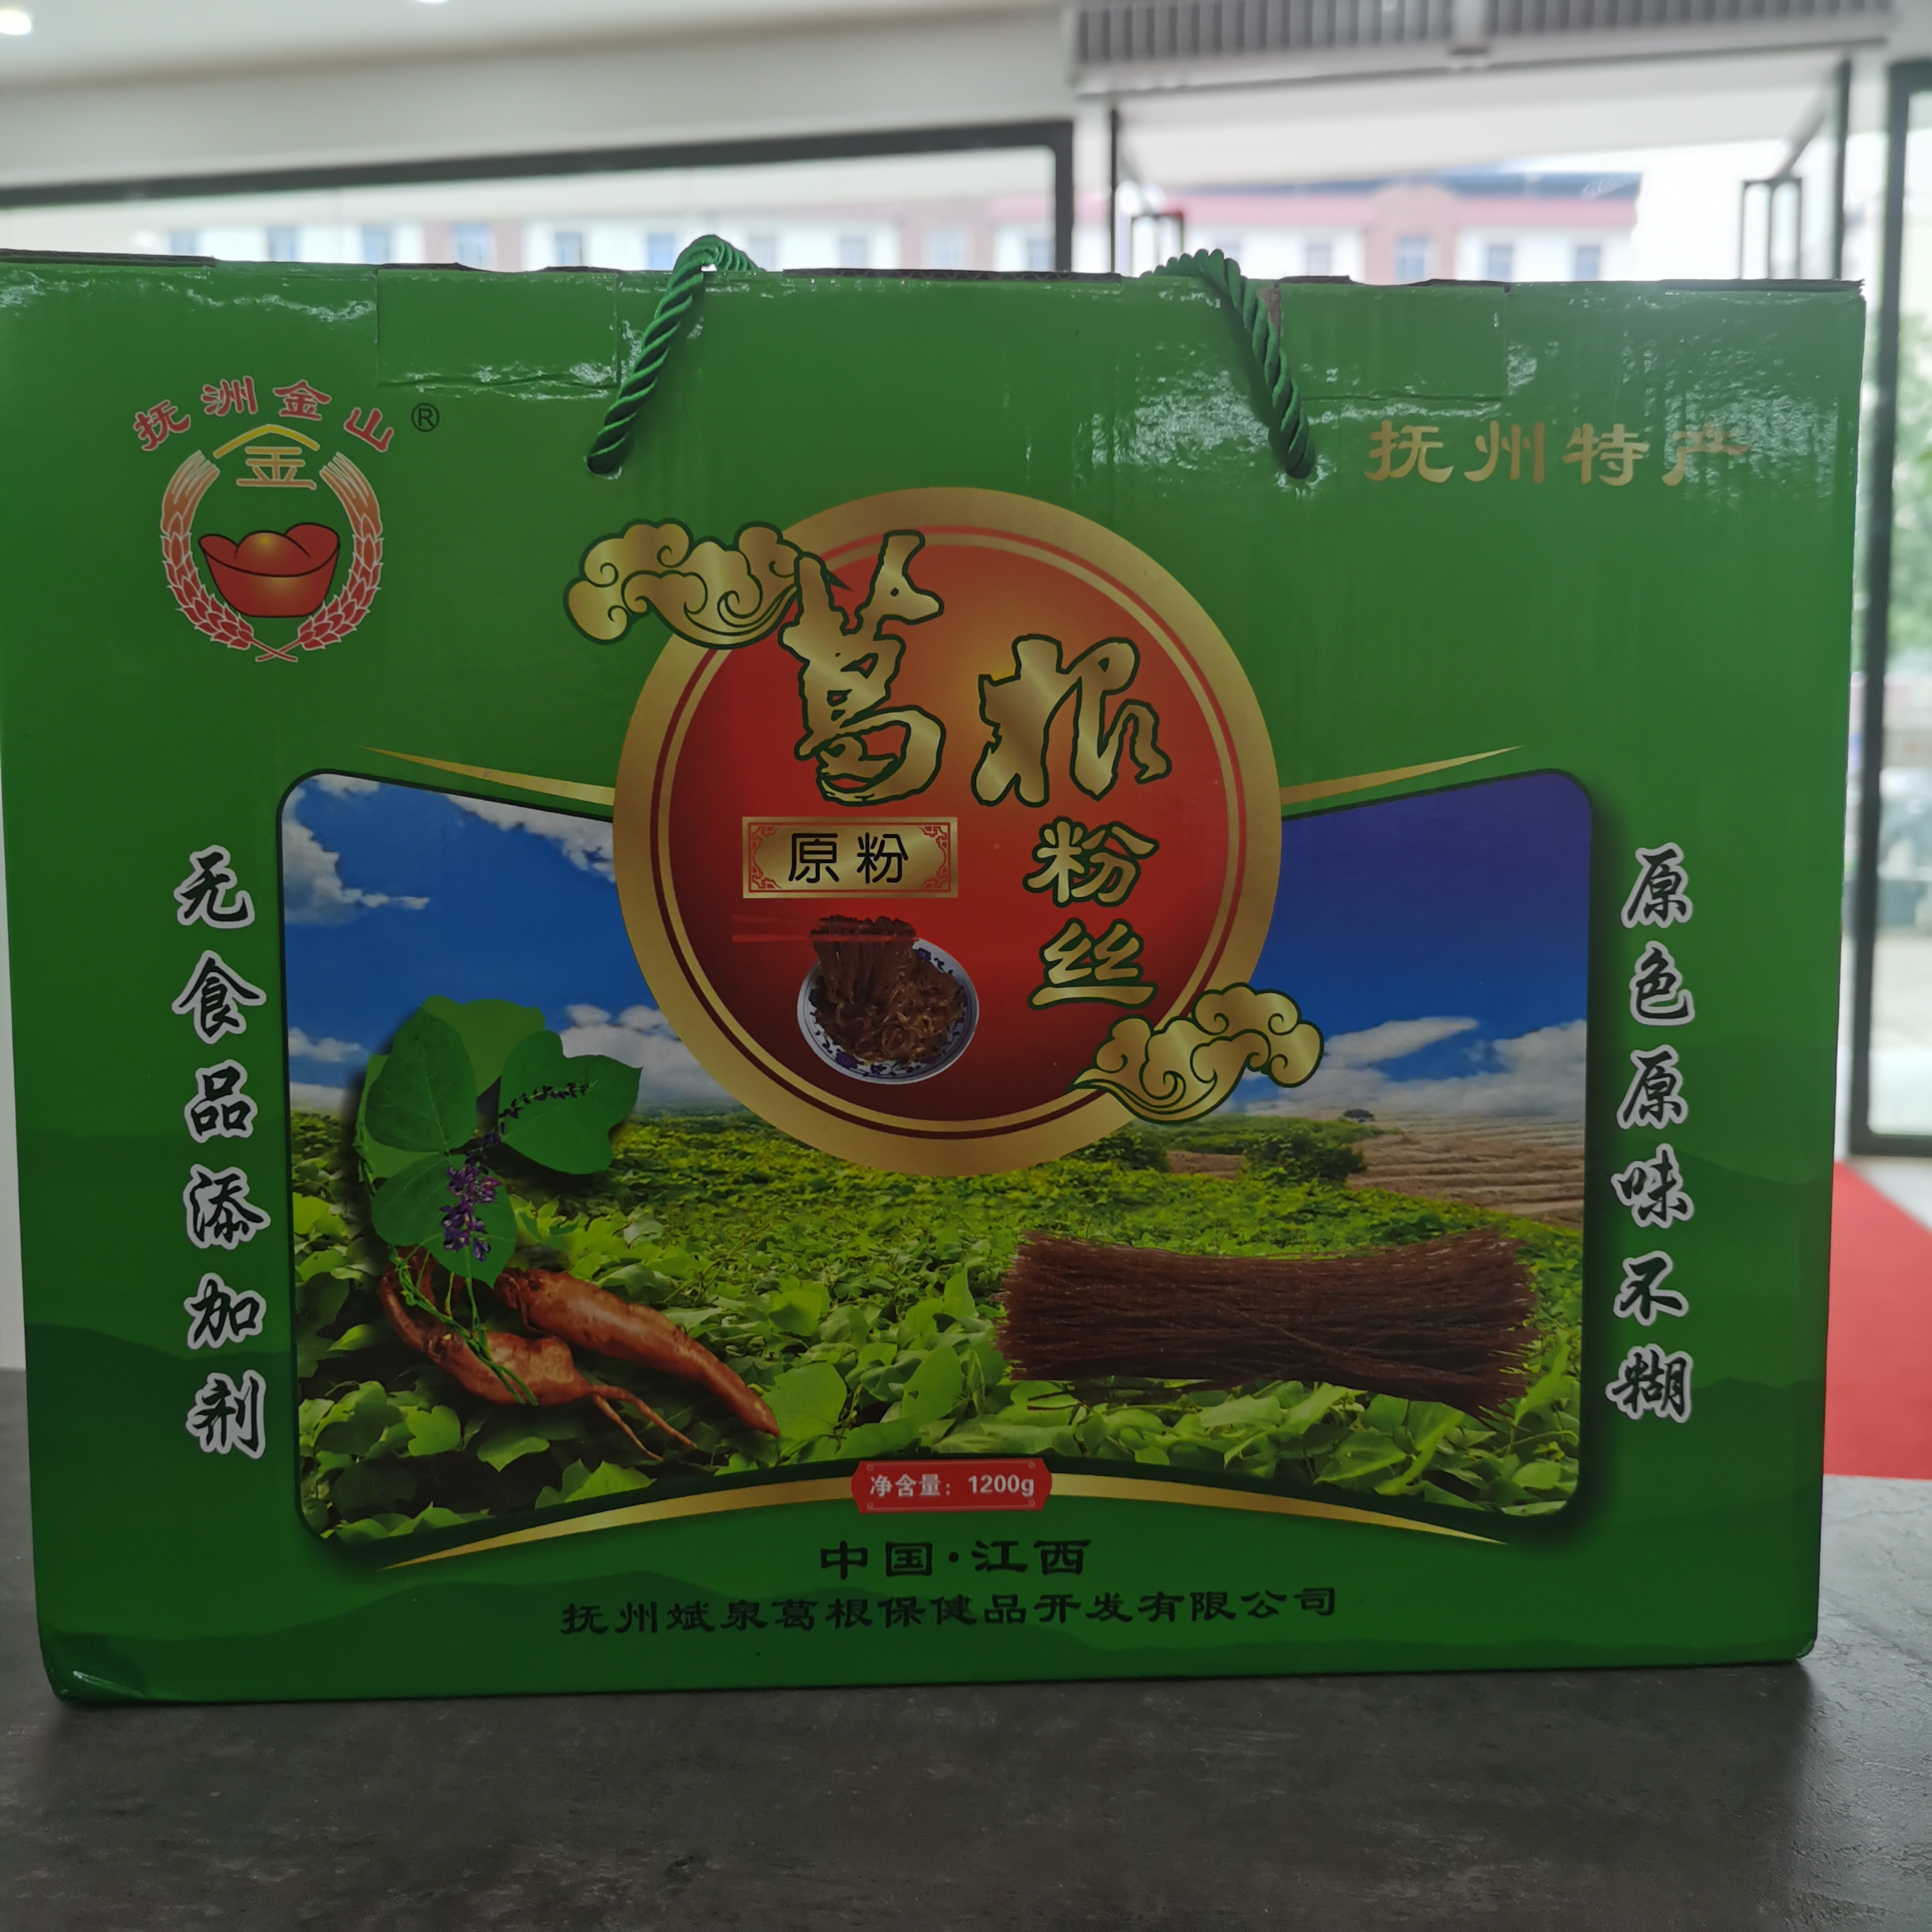 抚洲金山®
金
抚州特产
葛根
粉丝
原粉
无食品添加剂
原色原味不糊
净含量：1200g
中国·江西
抚州斌泉葛根保健品开发有限公司